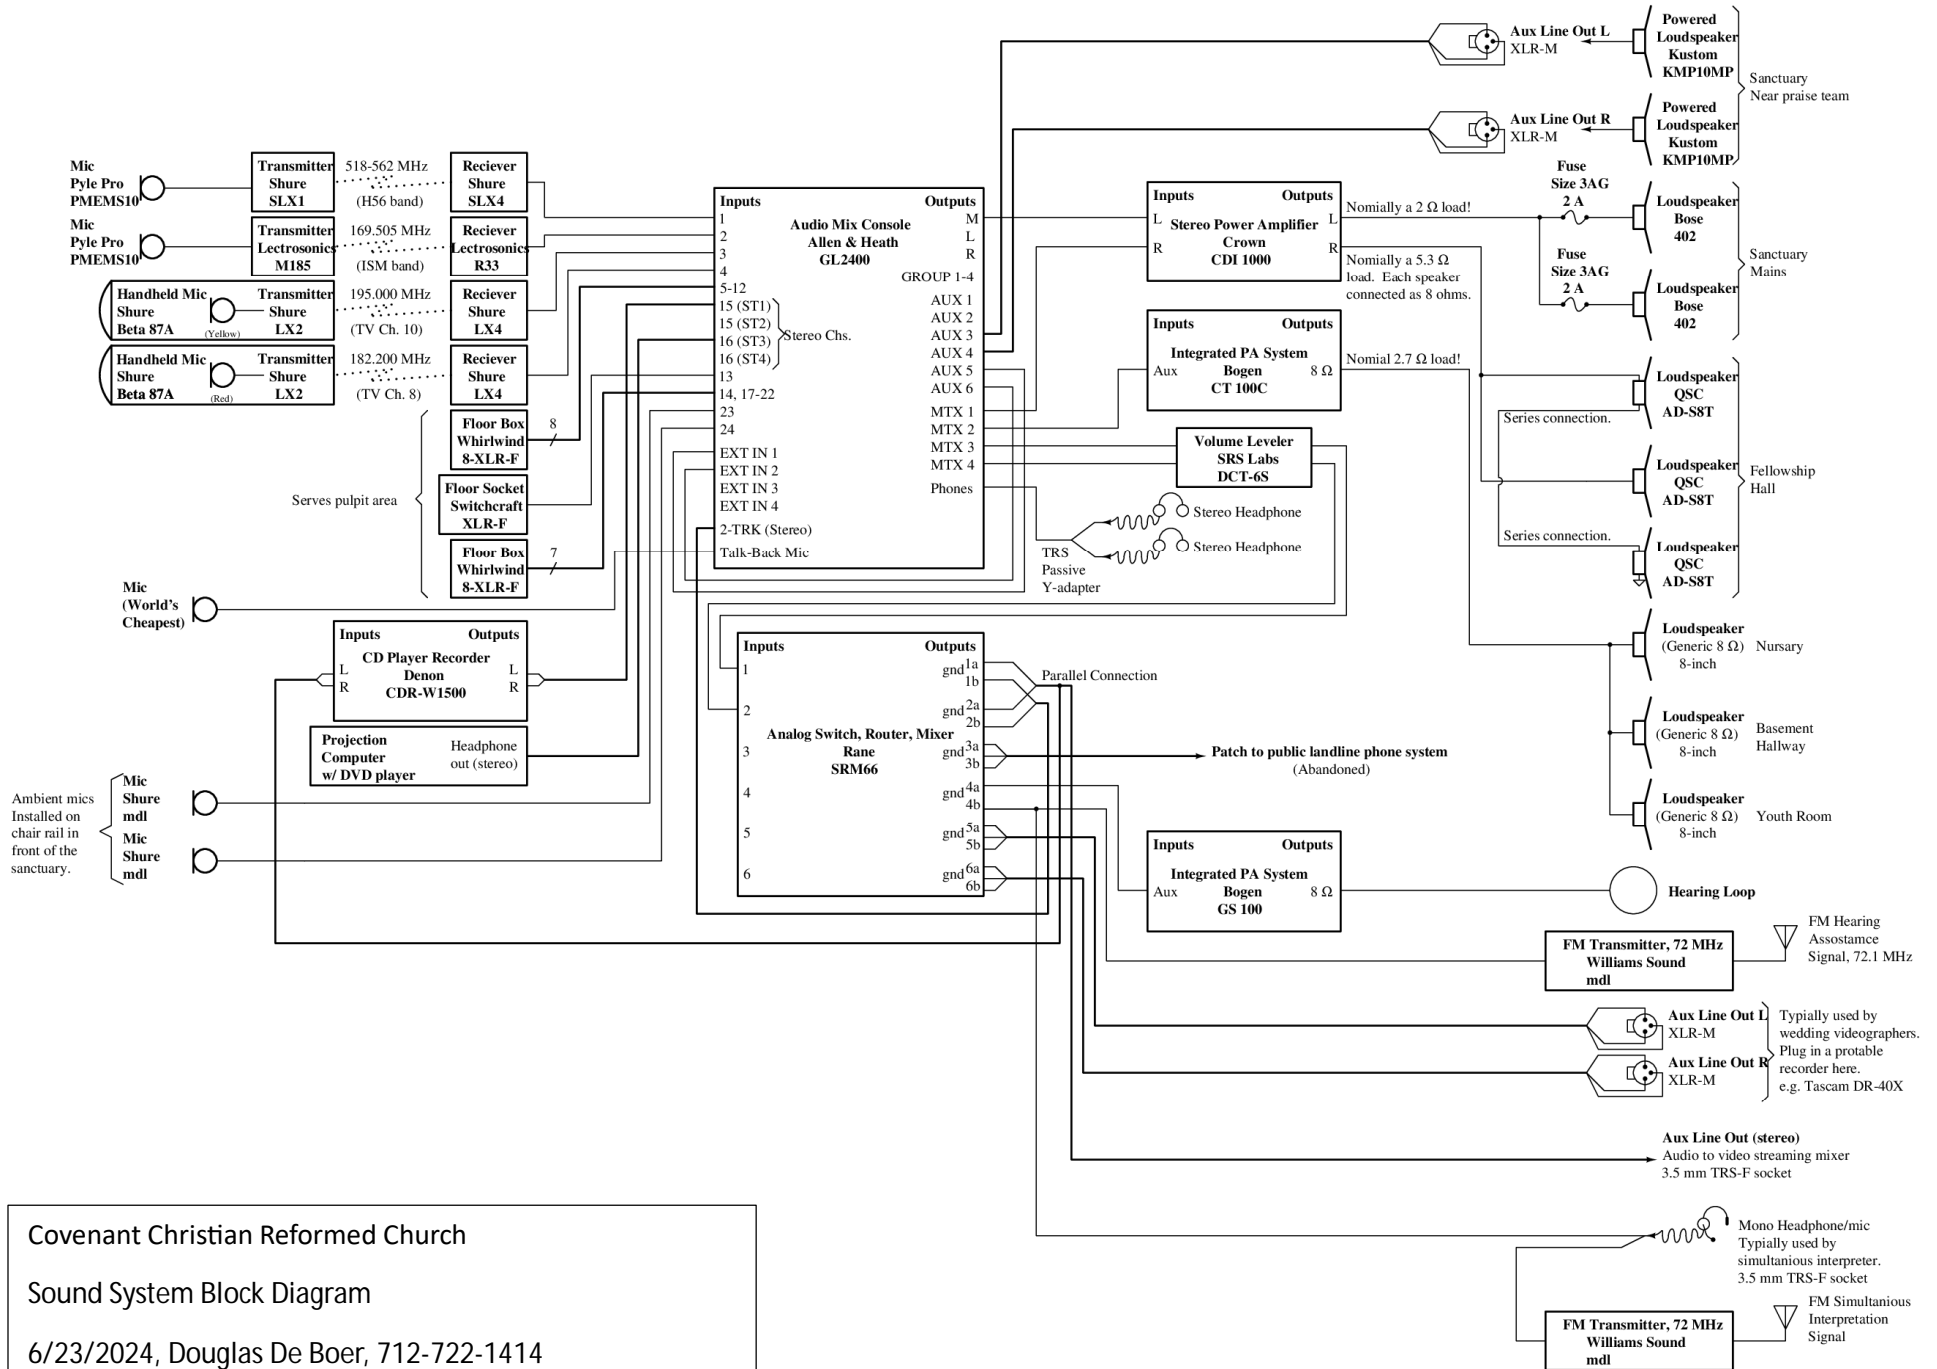 Aux Line Out L
XLR-M
Powered
Loudspeaker
Kustom
KMP10MP
Aux Line Out R
XLR-M
Powered
Loudspeaker
Kustom
KMP10MP
Sanctuary
Near praise team
Mic
Pyle Pro
PMEMS10
Transmitter
Shure
SLX1
518-562 MHz
(H56 band)
Reciever
Shure
SLX4
Mic
Pyle Pro
PMEMS10
Transmitter
Lectrosonics
M185
169.505 MHz
(ISM band)
Reciever
Lectrosonics
R33
Handheld Mic
Shure
Beta 87A
(Yellow)
Transmitter
Shure
LX2
195.000 MHz
(TV Ch. 10)
Reciever
Shure
LX4
Handheld Mic
Shure
Beta 87A
(Red)
Transmitter
Shure
LX2
182.200 MHz
(TV Ch. 8)
Reciever
Shure
LX4
Floor Box
Whirlwind
8-XLR-F
8
Floor Socket
Switchcraft
XLR-F
Serves pulpit area
Floor Box
Whirlwind
8-XLR-F
7
Mic
(World's
Cheapest)
Inputs
Outputs
Audio Mix Console
Allen & Heath
GL2400
1
2
3
4
5-12
15 (ST1)
15 (ST2)
16 (ST3)
16 (ST4)
Stereo Chs.
13
14, 17-22
23
24
EXT IN 1
EXT IN 2
EXT IN 3
EXT IN 4
2-TRK (Stereo)
Talk-Back Mic
M
L
R
GROUP 1-4
AUX 1
AUX 2
AUX 3
AUX 4
AUX 5
AUX 6
MTX 1
MTX 2
MTX 3
MTX 4
Phones
Inputs
Outputs
L
R
Stereo Power Amplifier
Crown
CDI 1000
L
R
Nomially a 2 Ω load!
Nomially a 5.3 Ω
load. Each speaker
connected as 8 ohms.
Fuse
Size 3AG
2 A
Fuse
Size 3AG
2 A
Loudspeaker
Bose
402
Loudspeaker
Bose
402
Sanctuary
Mains
Inputs
Outputs
Integrated PA System
Aux
Bogen
8 Ω
CT 100C
Nomial 2.7 Ω load!
Volume Leveler
SRS Labs
DCT-6S
Stereo Headphone
Stereo Headphone
TRS
Passive
Y-adapter
Loudspeaker
QSC
AD-S8T
Series connection.
Loudspeaker
QSC
AD-S8T
Series connection.
Loudspeaker
QSC
AD-S8T
Fellowship
Hall
Loudspeaker
(Generic 8 Ω)
8-inch
Nursary
Loudspeaker
(Generic 8 Ω)
8-inch
Basement
Hallway
Loudspeaker
(Generic 8 Ω)
8-inch
Youth Room
Inputs
Outputs
CD Player Recorder
Denon
CDR-W1500
L
R
L
R
Projection
Computer
w/ DVD player
Headphone
out (stereo)
Ambient mics
Installed on
chair rail in
front of the
sanctuary.
Mic
Shure
mdl
Mic
Shure
mdl
Inputs
Outputs
1
2
3
4
5
6
Analog Switch, Router, Mixer
Rane
SRM66
gnd
1a
1b
gnd
2a
2b
gnd
3a
3b
gnd
4a
4b
gnd
5a
5b
gnd
6a
6b
Parallel Connection
Patch to public landline phone system
(Abandoned)
Inputs
Outputs
Integrated PA System
Aux
Bogen
8 Ω
GS 100
Hearing Loop
FM Transmitter, 72 MHz
Williams Sound
mdl
FM Hearing
Assostamce
Signal, 72.1 MHz
Aux Line Out L
XLR-M
Aux Line Out R
XLR-M
Typially used by
wedding videographers.
Plug in a protable
recorder here.
e.g. Tascam DR-40X
Aux Line Out (stereo)
Audio to video streaming mixer
3.5 mm TRS-F socket
Mono Headphone/mic
Typially used by
simultanious interpreter.
3.5 mm TRS-F socket
FM Transmitter, 72 MHz
Williams Sound
mdl
FM Simultanious
Interpretation
Signal
Covenant Christian Reformed Church
Sound System Block Diagram
6/23/2024, Douglas De Boer, 712-722-1414